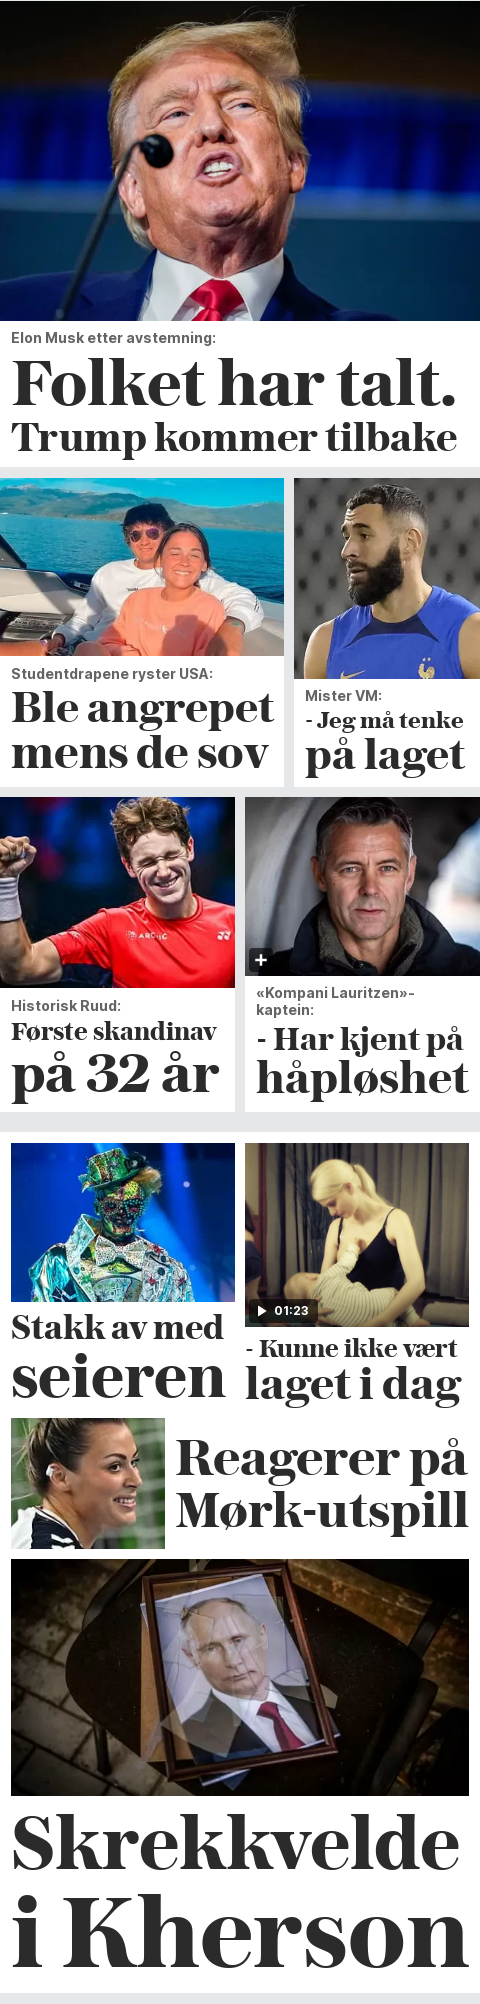 Elon Musk etter avstemning:
Folket har talt.
Trump kommer tilbake
Studentdrapene ryster USA:
Ble angrepet
mens de sov
Mister VM:
- Jeg må tenke
på laget
ARCTIC
Historisk Ruud:
Første skandinav
på 32 år
«Kompani Lauritzen»-
kaptein:
- Har kjent på
håpløshet
Stakk av med
seieren
01:23
- Kunne ikke vært
laget i dag
Reagerer på
Mørk-utspill
Skrekkvelde
i Kherson